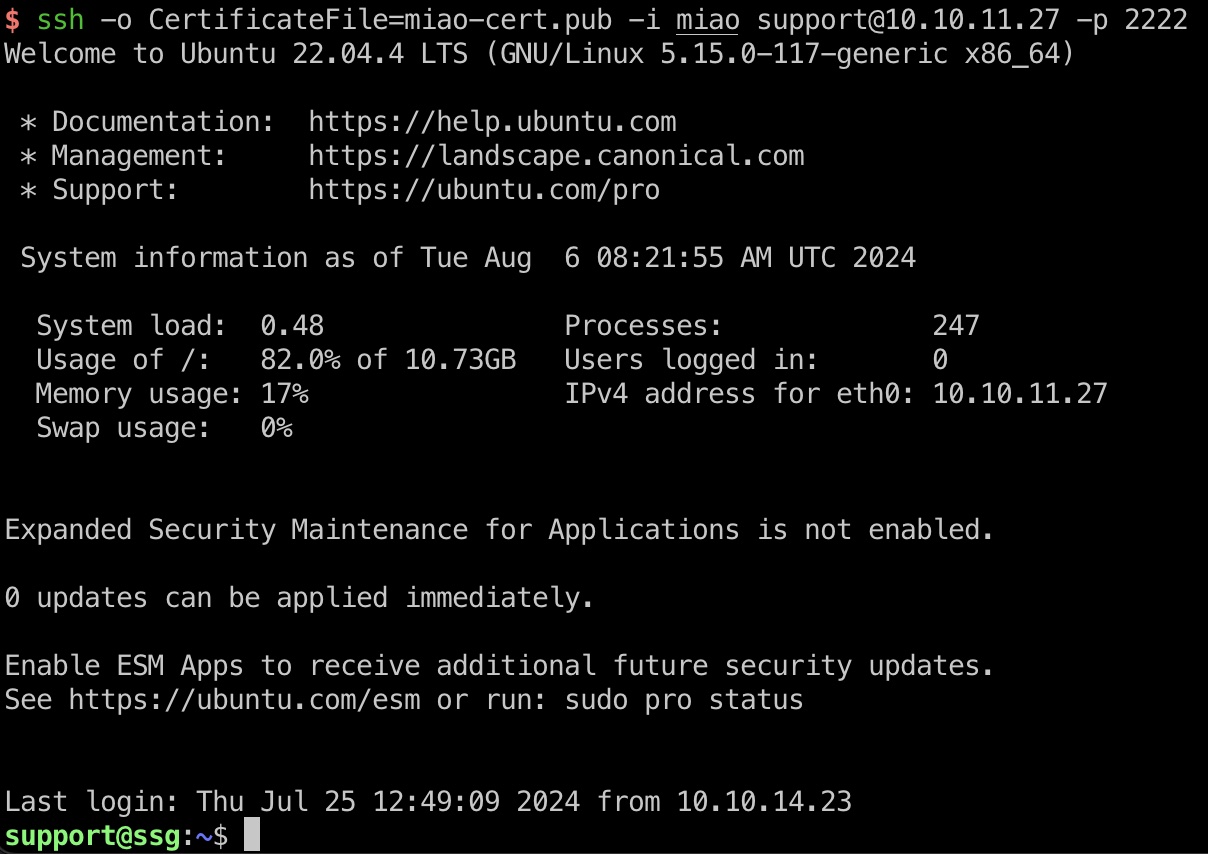 $ ssh -o CertificateFile=miao-cert.pub -i miao support@10.10.11.27 -p 2222
Welcome to Ubuntu 22.04.4 LTS (GNU/Linux 5.15.0-117-generic x86_64)
* Documentation:  https://help.ubuntu.com
* Management:     https://landscape.canonical.com
* Support:        https://ubuntu.com/pro
System information as of Tue Aug  6 08:21:55 AM UTC 2024
System load:  0.48               Processes:             247
Usage of /:   82.0% of 10.73GB   Users logged in:       0
Memory usage: 17%                IPv4 address for eth0: 10.10.11.27
Swap usage:   0%
Expanded Security Maintenance for Applications is not enabled.
0 updates can be applied immediately.
Enable ESM Apps to receive additional future security updates.
See https://ubuntu.com/esm or run: sudo pro status
Last login: Thu Jul 25 12:49:09 2024 from 10.10.14.23
support@ssg:~$